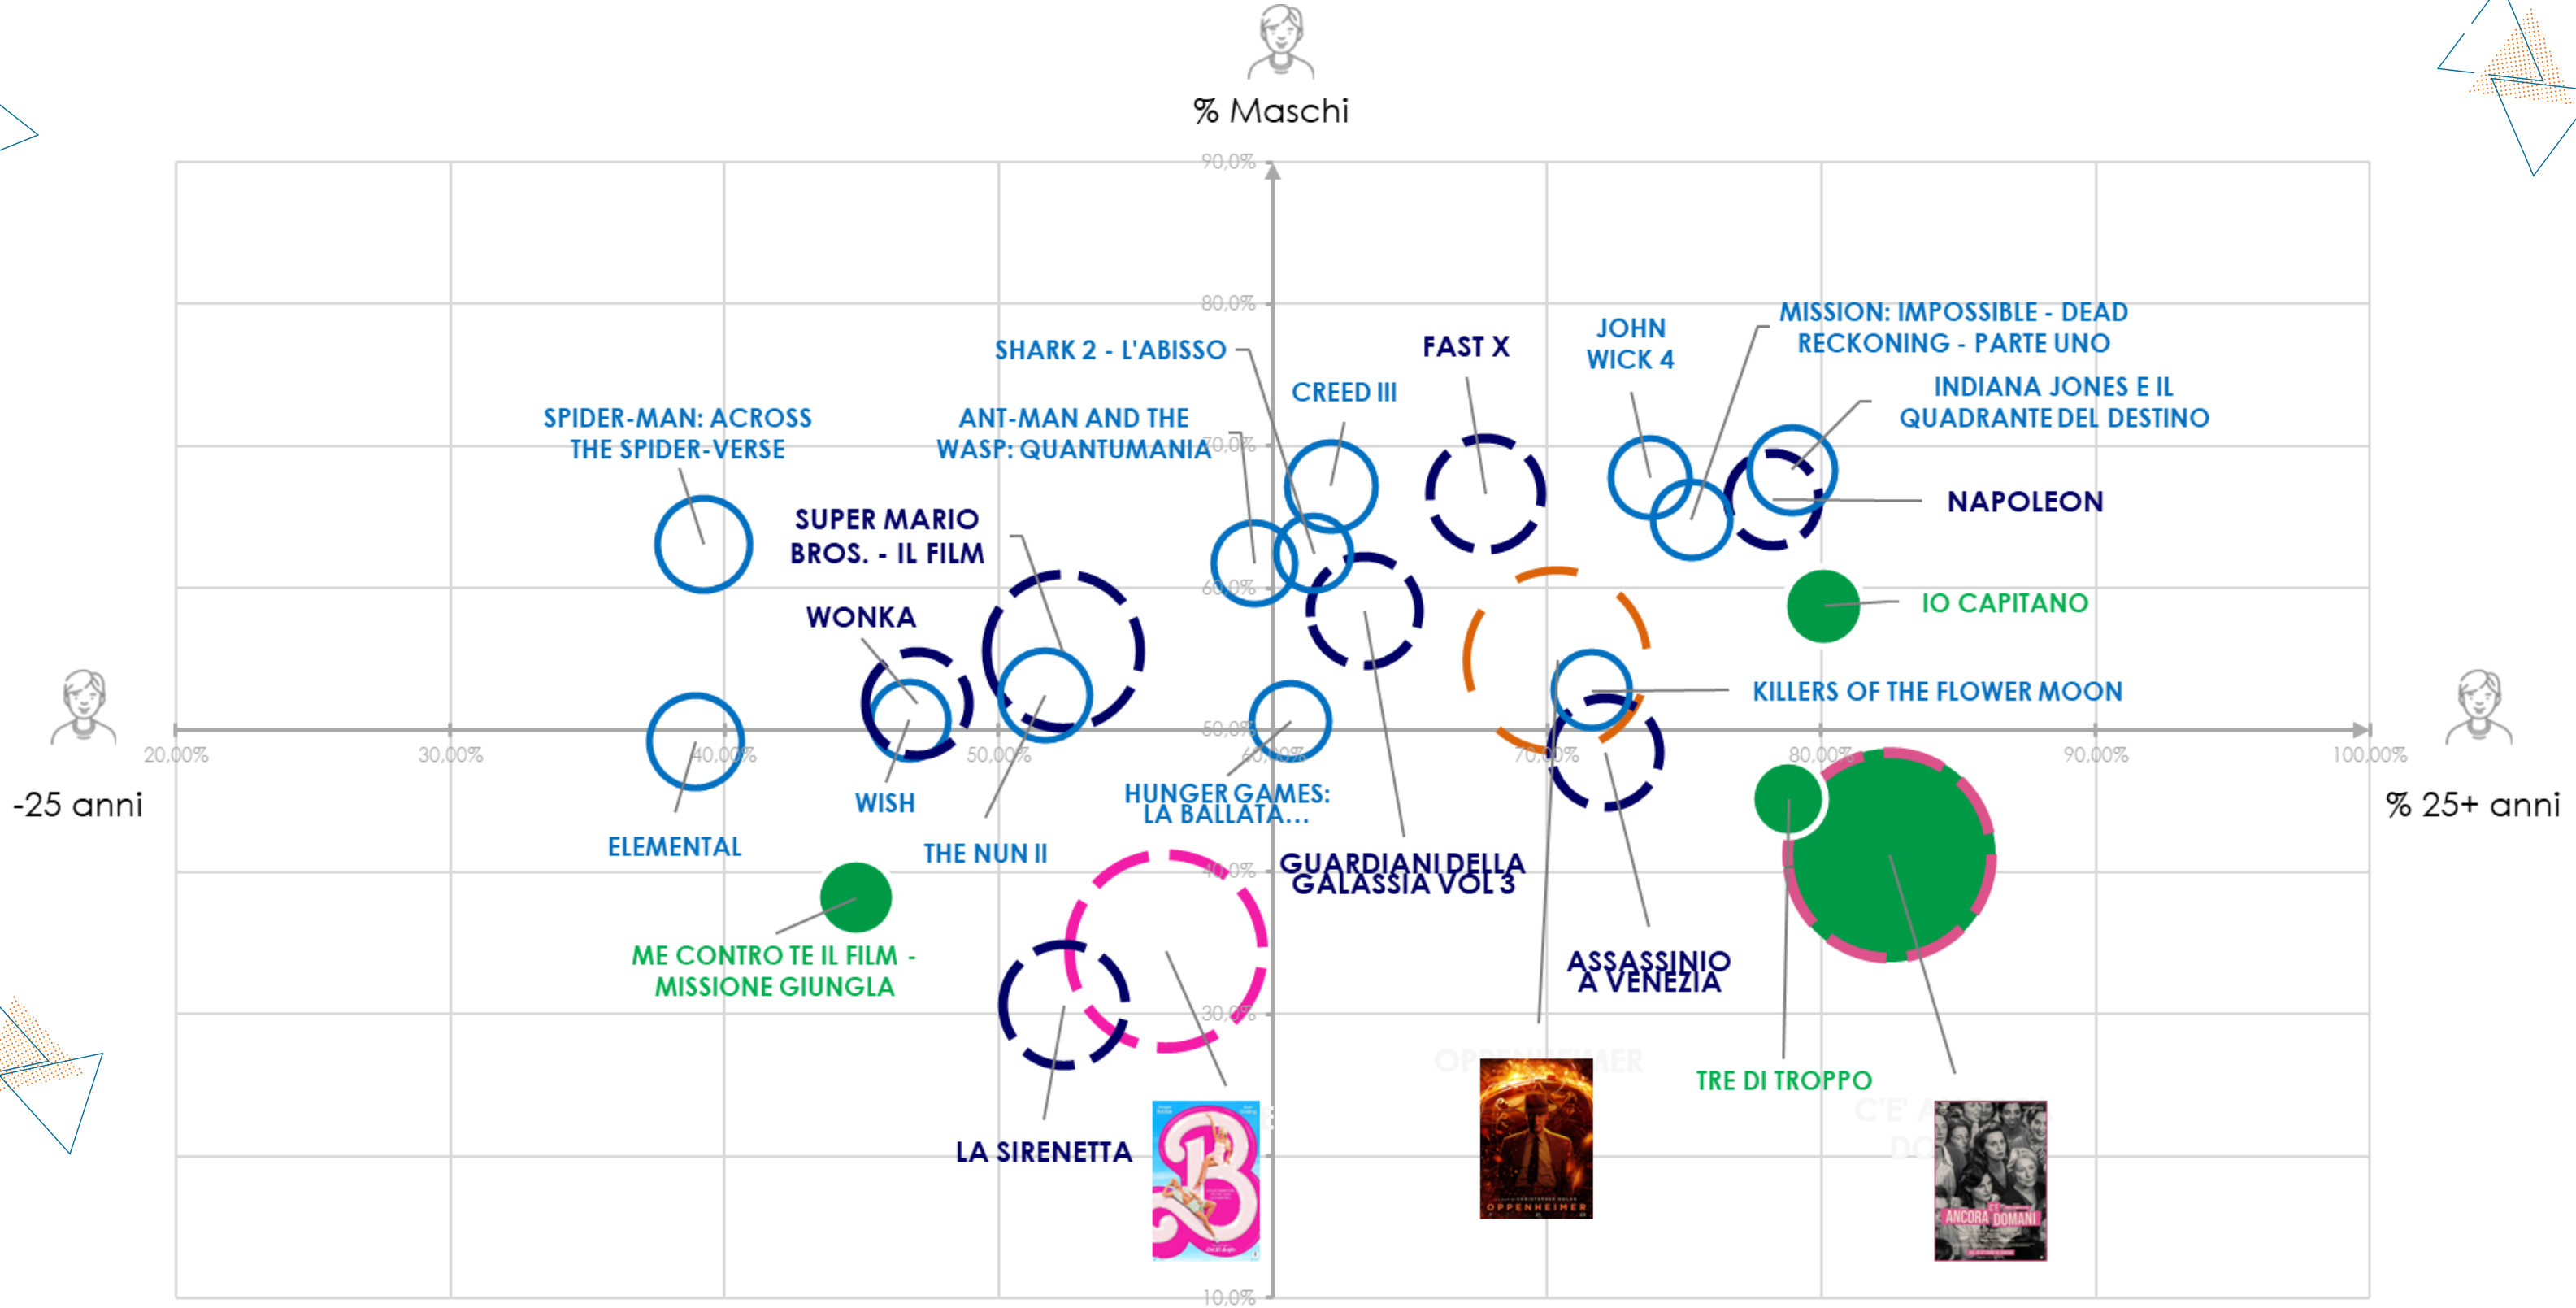 % Maschi
90,0%
80,0%
MISSION: IMPOSSIBLE - DEAD
RECKONING - PARTE UNO
JOHN
WICK 4
FAST X
SHARK 2 - L'ABISSO
CREED III
INDIANA JONES E IL
QUADRANTE DEL DESTINO
SPIDER-MAN: ACROSS
THE SPIDER-VERSE
ANT-MAN AND THE
WASP: QUANTUMANIA
70,0%
NAPOLEON
SUPER MARIO
BROS. - IL FILM
60,0%
IO CAPITANO
WONKA
KILLERS OF THE FLOWER MOON
50,0%
20,00%
30,00%
40,00%
50,00%
60,00%
70,00%
80,00%
90,00%
100,00%
-25 anni
% 25+ anni
WISH
HUNGER GAMES:
LA BALLATA...
ELEMENTAL
THE NUN II
40,0%
GUARDIANI DELLA
GALASSIA VOL 3
ME CONTRO TE IL FILM -
MISSIONE GIUNGLA
ASSASSINIO
A VENEZIA
30,0%
TRE DI TROPPO
LA SIRENETTA
B
OPPENHEIMER
C'È
ANCORA DOMANI
10,0%